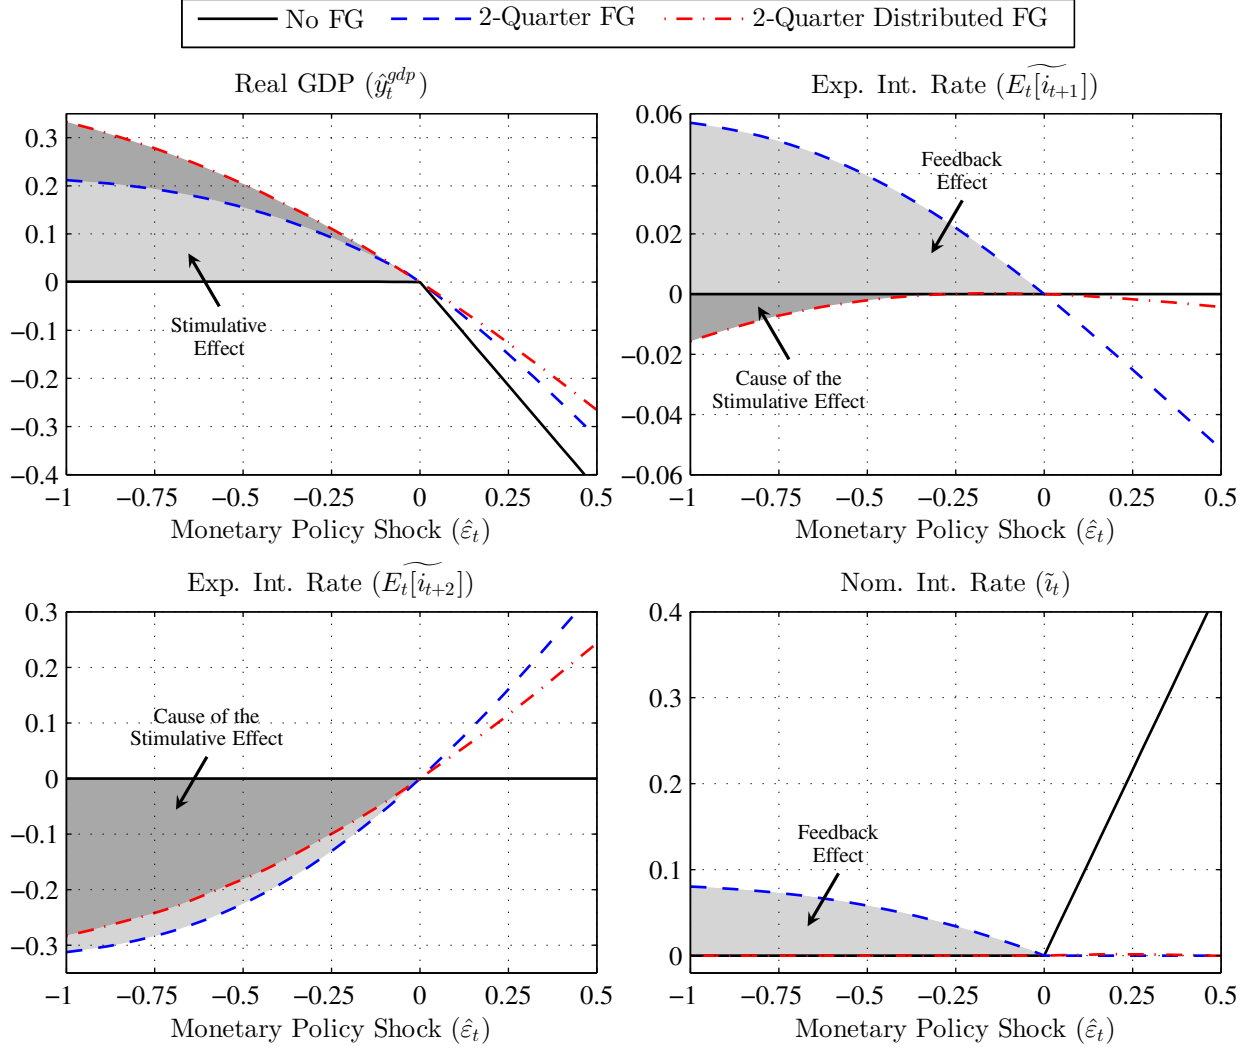 No FG 2-Quarter FG 2-Quarter Distributed FG
Real GDP (ŷ_t^{gdp})
0.3
0.2
0.1
0
−0.1
−0.2
−0.3
−0.4
Stimulative
Effect
−1 −0.75 −0.5 −0.25 0 0.25 0.5
Monetary Policy Shock (ε̂_t)
Exp. Int. Rate (\widetilde{E_t[i_{t+1}]})
0.06
0.04
0.02
0
−0.02
−0.04
−0.06
Feedback
Effect
Cause of the
Stimulative Effect
−1 −0.75 −0.5 −0.25 0 0.25 0.5
Monetary Policy Shock (ε̂_t)
Exp. Int. Rate (\widetilde{E_t[i_{t+2}]})
0.3
0.2
0.1
0
−0.1
−0.2
−0.3
Cause of the
Stimulative Effect
−1 −0.75 −0.5 −0.25 0 0.25 0.5
Monetary Policy Shock (ε̂_t)
Nom. Int. Rate (ĩ_t)
0.4
0.3
0.2
0.1
0
Feedback
Effect
−1 −0.75 −0.5 −0.25 0 0.25 0.5
Monetary Policy Shock (ε̂_t)